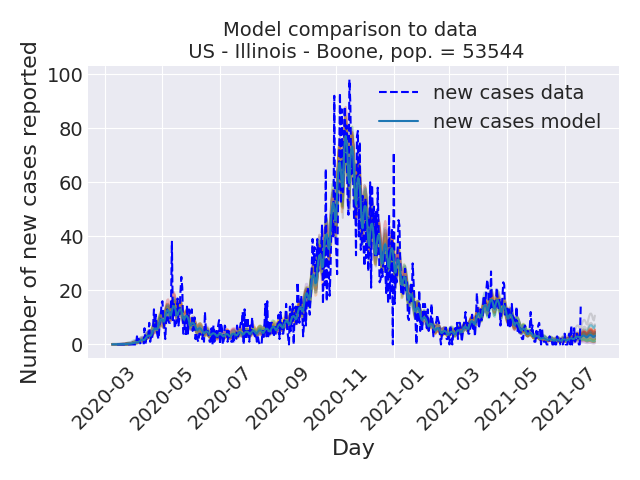 Model comparison to data
US - Illinois - Boone, pop. = 53544
Number of new cases reported
100
80
60
40
20
0
new cases data
new cases model
2020-03
2020-05
2020-07
2020-09
2020-11
2021-01
2021-03
2021-05
2021-07
Day